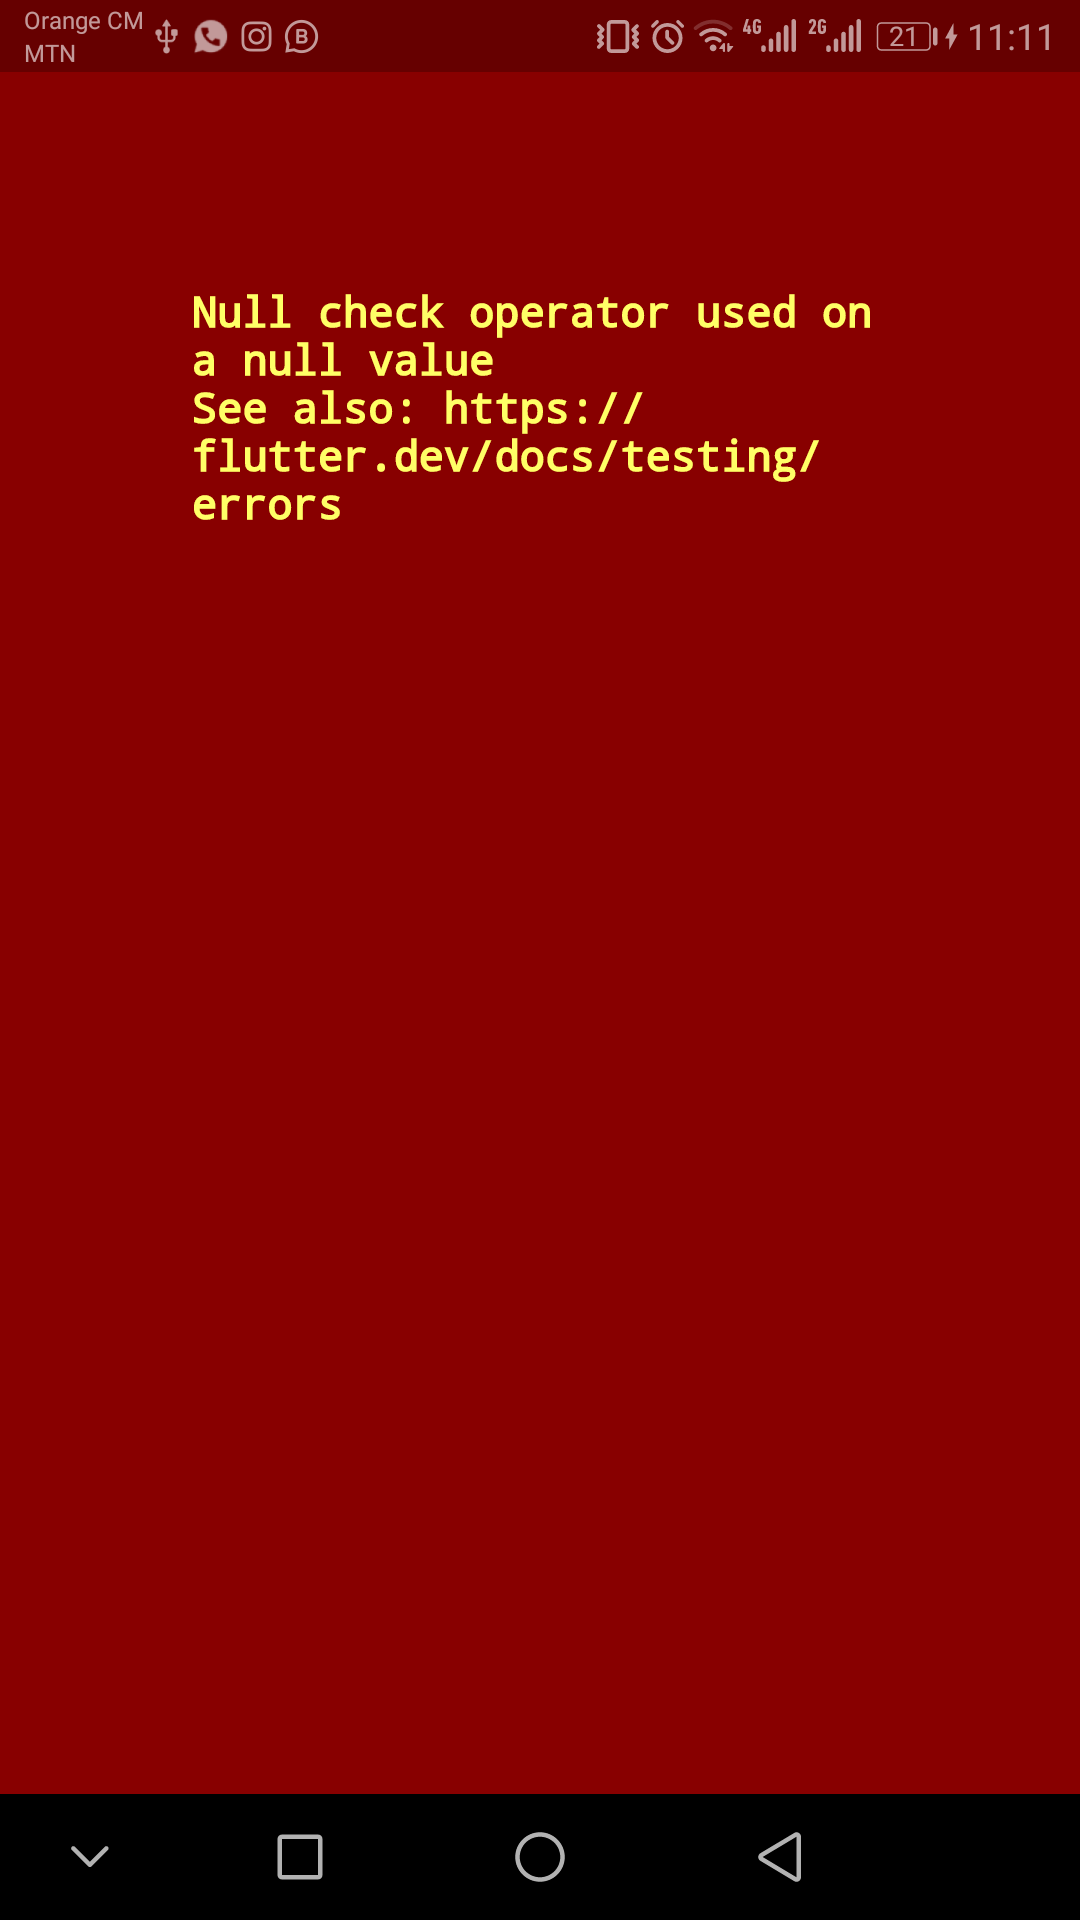 Orange CM
MTN
B
4G
2G
21
11:11
Null check operator used on
a null value
See also: https://
flutter.dev/docs/testing/
errors